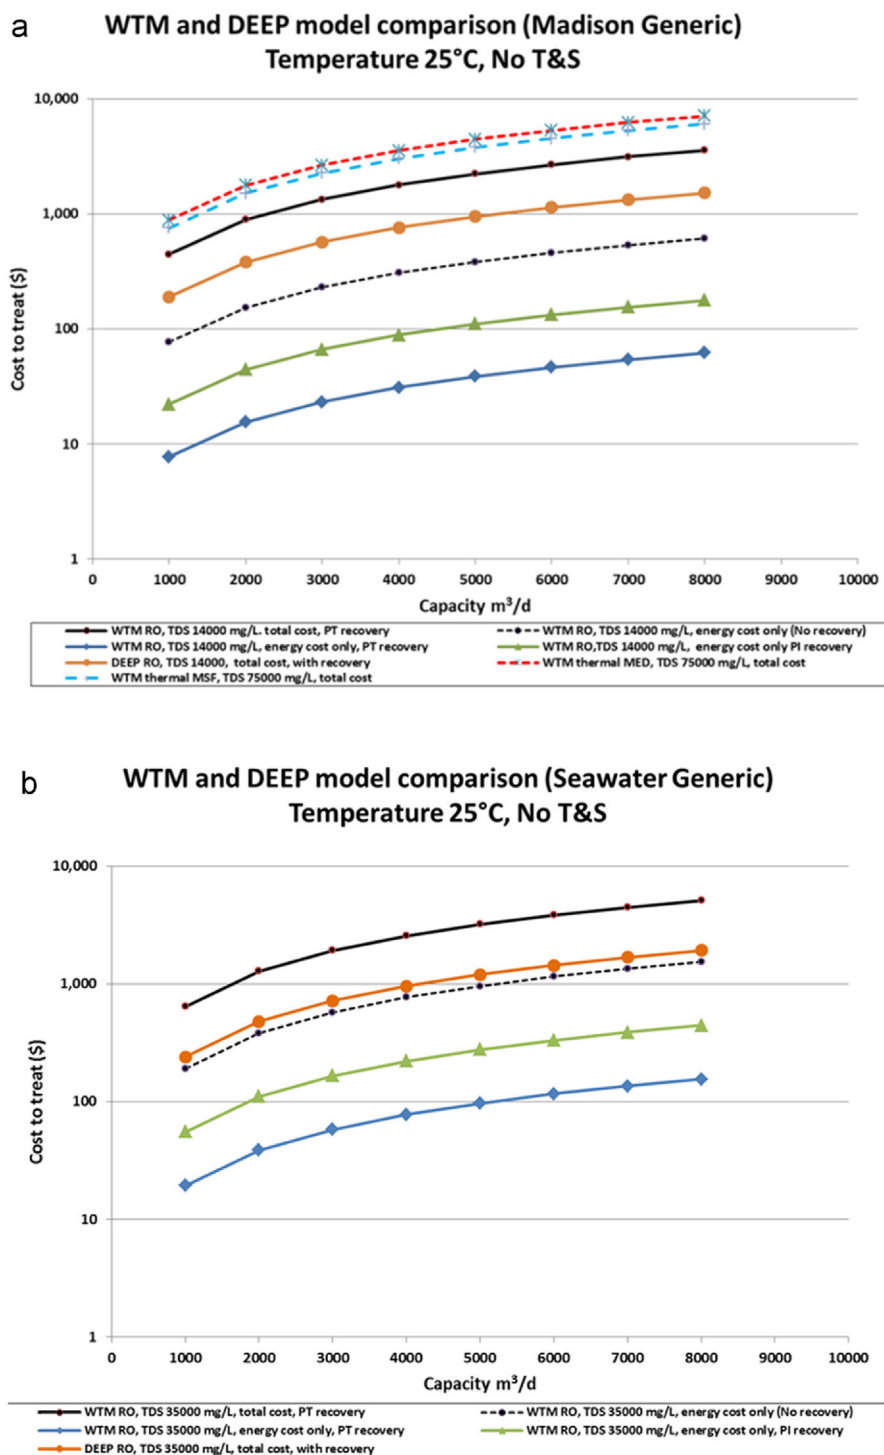 a
WTM and DEEP model comparison (Madison Generic)
Temperature 25°C, No T&S
10,000
1,000
100
10
1
Cost to treat ($)
0 1000 2000 3000 4000 5000 6000 7000 8000 9000 10000
Capacity m³/d
WTM RO, TDS 14000 mg/L. total cost, PT recovery
WTM RO, TDS 14000 mg/L, energy cost only (No recovery)
WTM RO, TDS 14000 mg/L, energy cost only, PT recovery
WTM RO,TDS 14000 mg/L, energy cost only PI recovery
DEEP RO, TDS 14000, total cost, with recovery
WTM thermal MED, TDS 75000 mg/L, total cost
WTM thermal MSF, TDS 75000 mg/L, total cost
b
WTM and DEEP model comparison (Seawater Generic)
Temperature 25°C, No T&S
10,000
1,000
100
10
1
Cost to treat ($)
0 1000 2000 3000 4000 5000 6000 7000 8000 9000 10000
Capacity m³/d
WTM RO, TDS 35000 mg/L, total cost, PT recovery
WTM RO, TDS 35000 mg/L, energy cost only (No recovery)
WTM RO, TDS 35000 mg/L, energy cost only, PT recovery
WTM RO, TDS 35000 mg/L, energy cost only, PI recovery
DEEP RO, TDS 35000 mg/L, total cost, with recovery